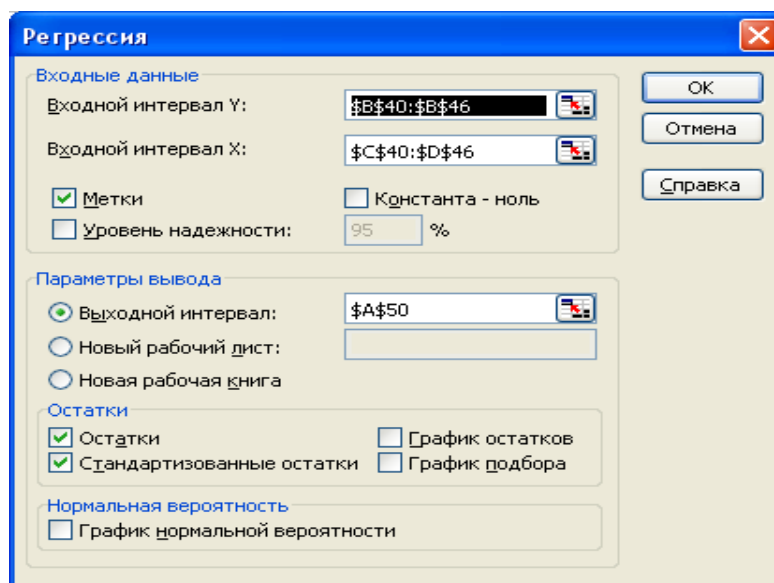 Регрессия
Входные данные
Входной интервал Y: $B$40:$B$46
Входной интервал X: $C$40:$D$46
Метки Константа - ноль
Уровень надежности: 95 %
OK
Отмена
Справка
Параметры вывода
Выходной интервал: $A$50
Новый рабочий лист:
Новая рабочая книга
Остатки
Остатки График остатков
Стандартизованные остатки График подбора
Нормальная вероятность
График нормальной вероятности